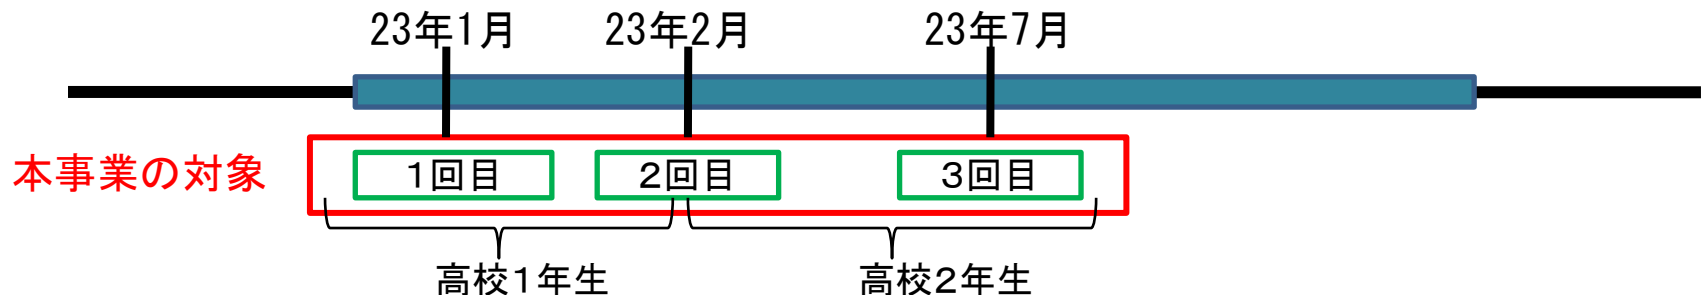 23年1月 23年2月 23年7月
本事業の対象 1回目 2回目 3回目
高校1年生 高校2年生